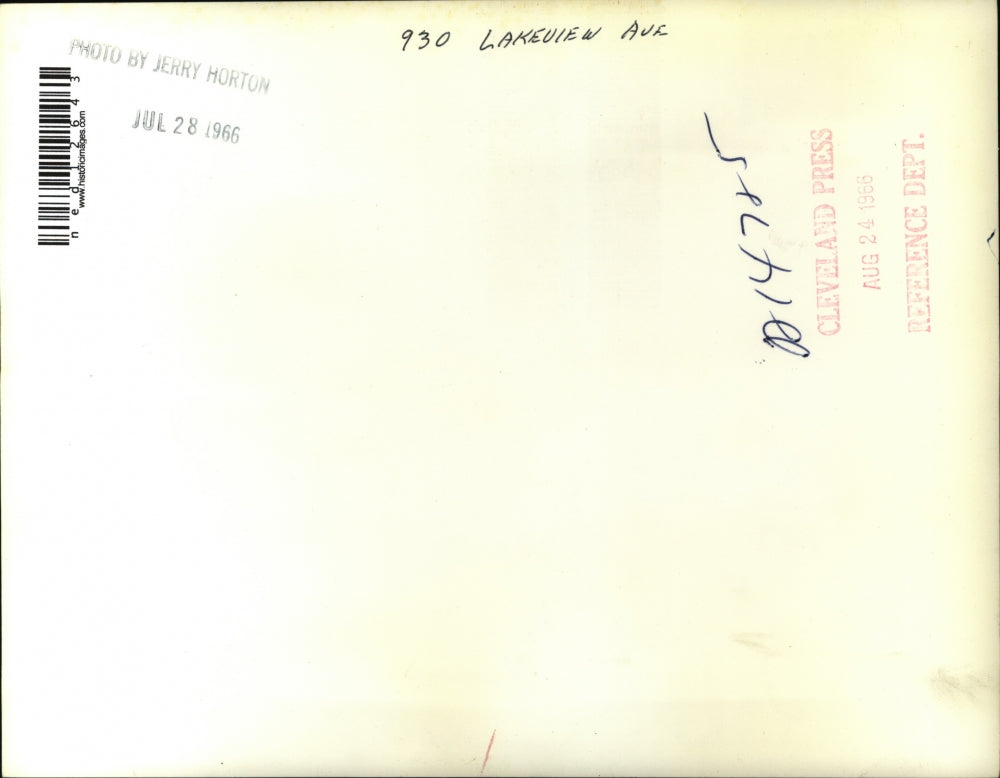 930 LAKEVIEW AVE
PHOTO BY JERRY HORTON
JUL 28 1966
ned12643
www.historicimages.com
CLEVELAND PRESS
AUG 24 1966
REFERENCE DEPT.